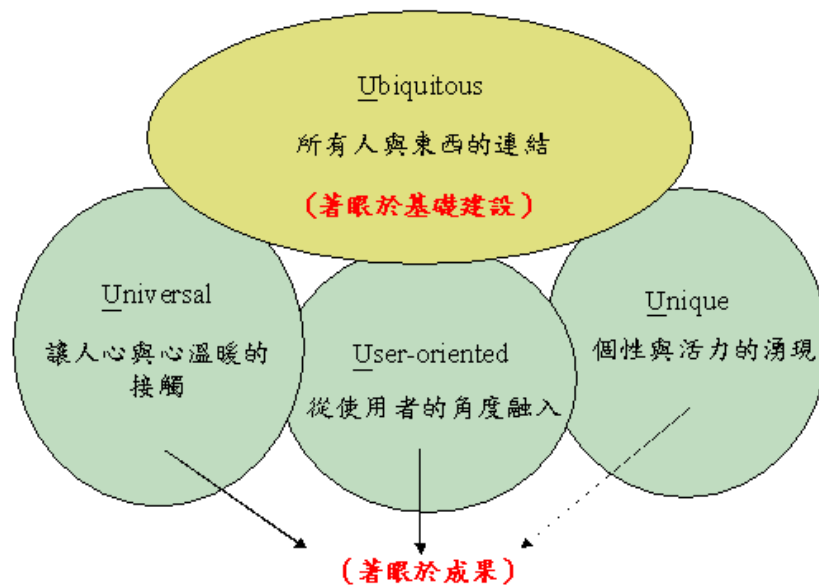 Ubiquitous
所有人與東西的連結
(著眼於基礎建設)
Universal
讓人心與心溫暖的
接觸
User-oriented
從使用者的角度融入
Unique
個性與活力的湧現
(著眼於成果)